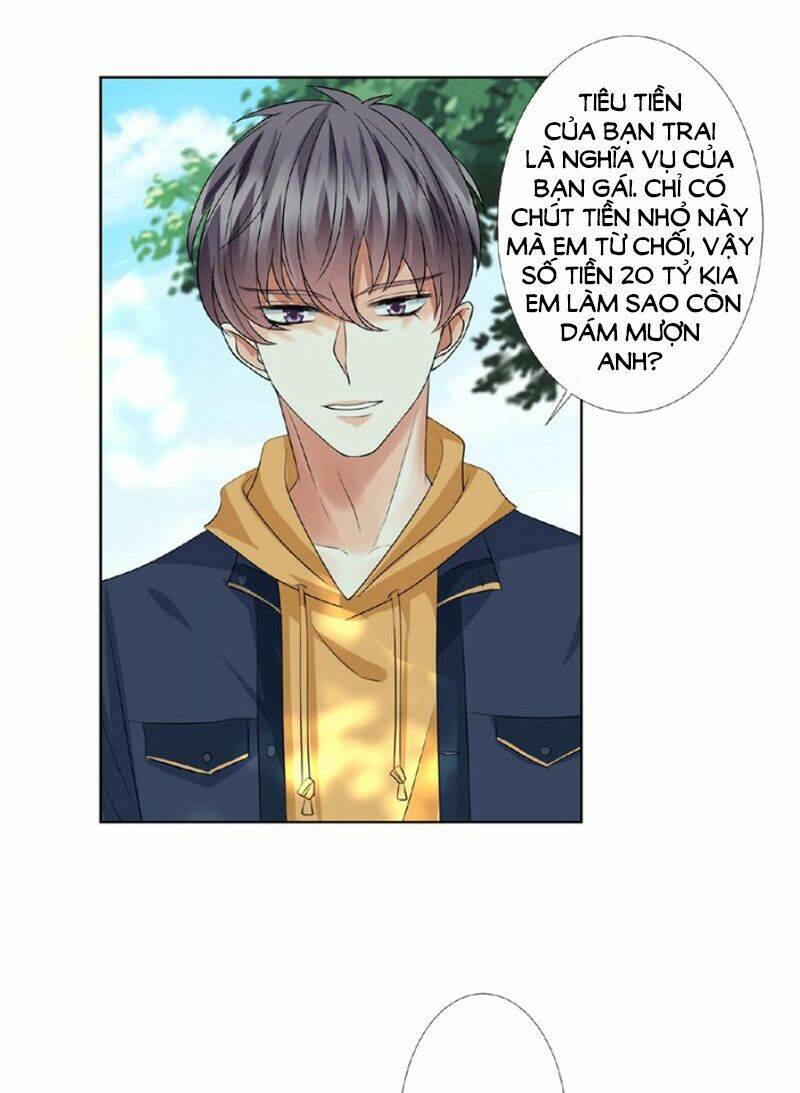 TIÊU TIỀN
CỦA BẠN TRAI
LÀ NGHĨA VỤ CỦA
BẠN GÁI. CHỈ CÓ
CHÚT TIỀN NHỎ NÀY
MÀ EM TỪ CHỐI, VẬY
SỐ TIỀN 20 TỶ KIA
EM LÀM SAO CÒN
DÁM MƯỢN
ANH?